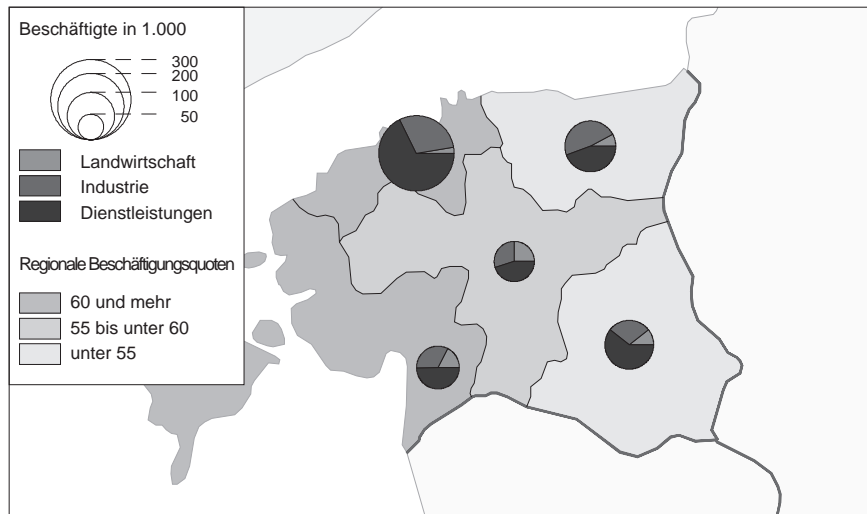 Beschäftigte in 1.000
300
200
100
50
Landwirtschaft
Industrie
Dienstleistungen
Regionale Beschäftigungsquoten
60 und mehr
55 bis unter 60
unter 55